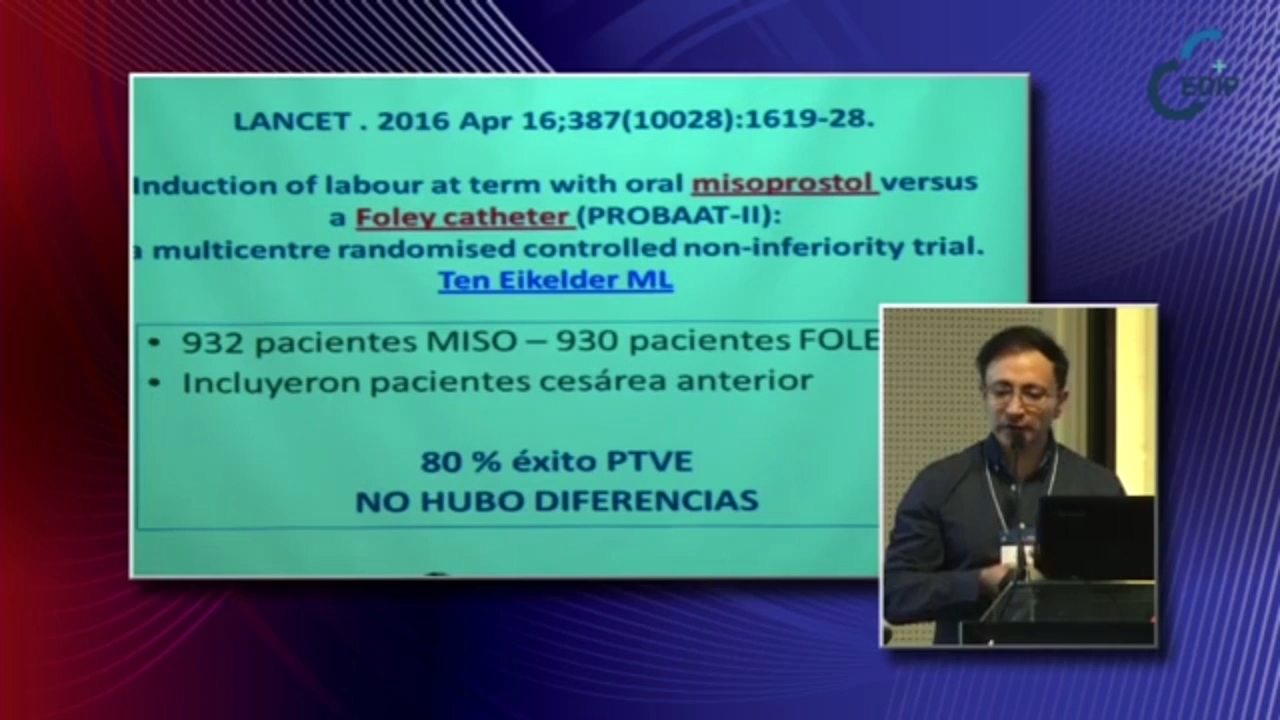 LANCET . 2016 Apr 16;387(10028):1619-28.
Induction of labour at term with oral misoprostol versus
a Foley catheter (PROBAAT-II):
a multicentre randomised controlled non-inferiority trial.
Ten Eikelder ML
• 932 pacientes MISO – 930 pacientes FOLE
• Incluyeron pacientes cesárea anterior
80 % éxito PTVE
NO HUBO DIFERENCIAS
CEDIP